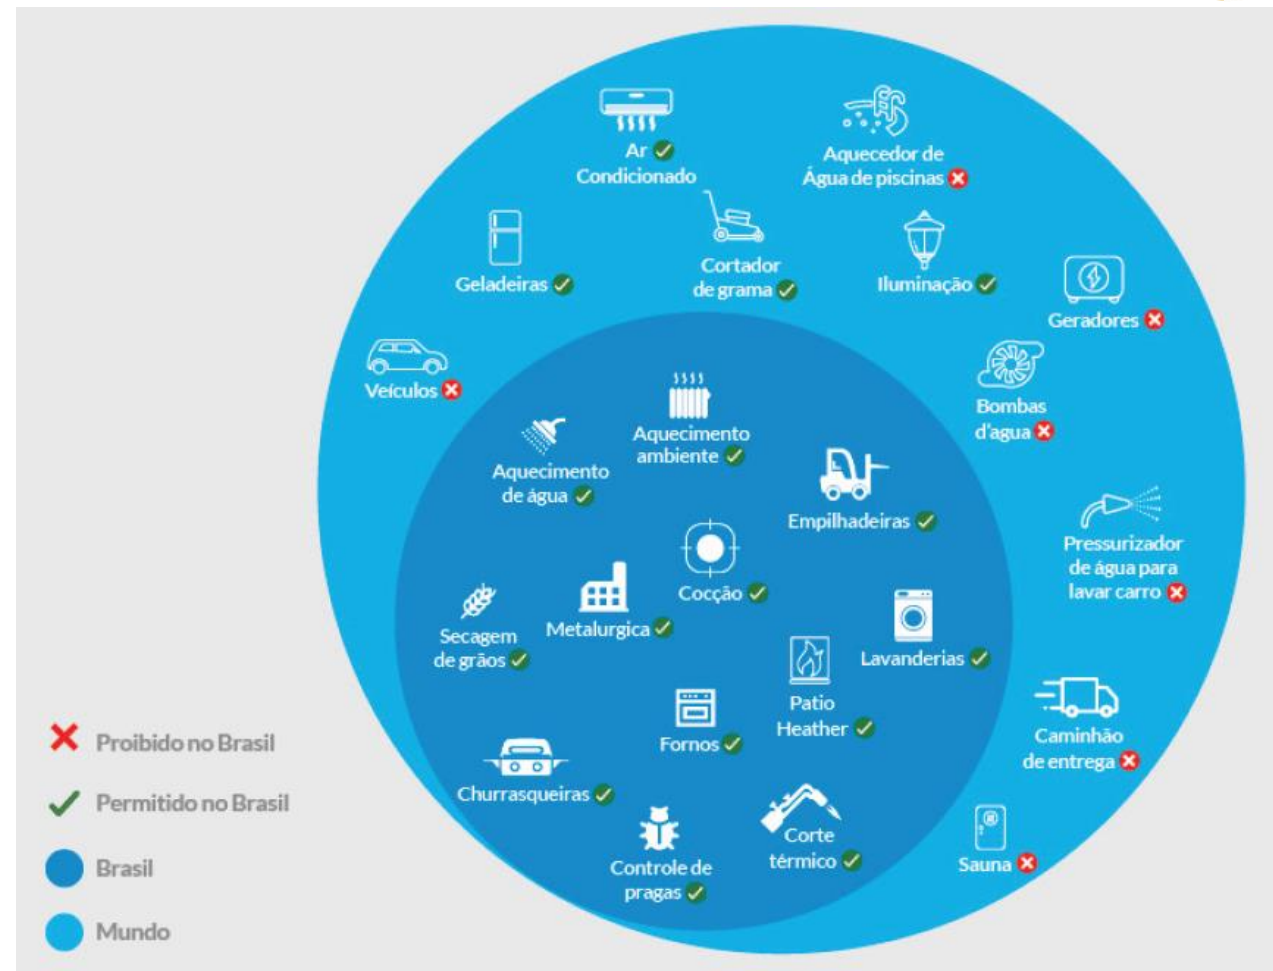 Ar
Condicionado
Aquecedor de
Água de piscinas
Geladeiras
Cortador
de grama
Iluminação
Geradores
Veículos
Bombas
d'agua
Aquecimento
ambiente
Aquecimento
de água
Empilhadeiras
Pressurizador
de água para
lavar carro
Cocção
Metalurgica
Secagem
de grãos
Lavanderias
Patio
Heather
Fornos
Caminhão
de entrega
Churrasqueiras
Corte
térmico
Controle de
pragas
Sauna
Proibido no Brasil
Permitido no Brasil
Brasil
Mundo